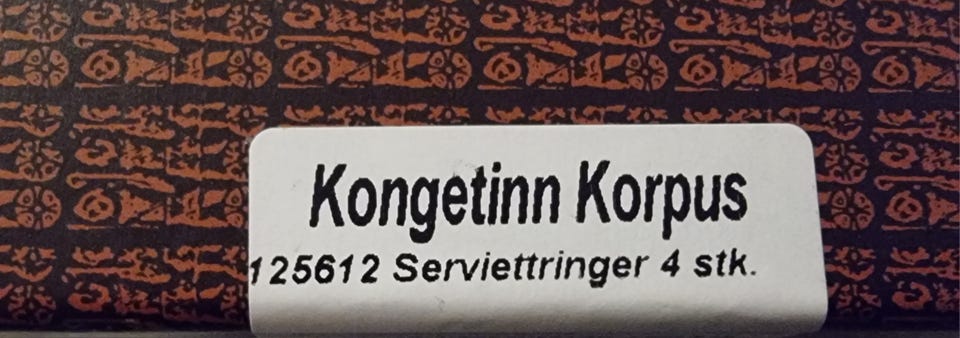 Kongetinn Korpus
125612 Serviettringer 4 stk.